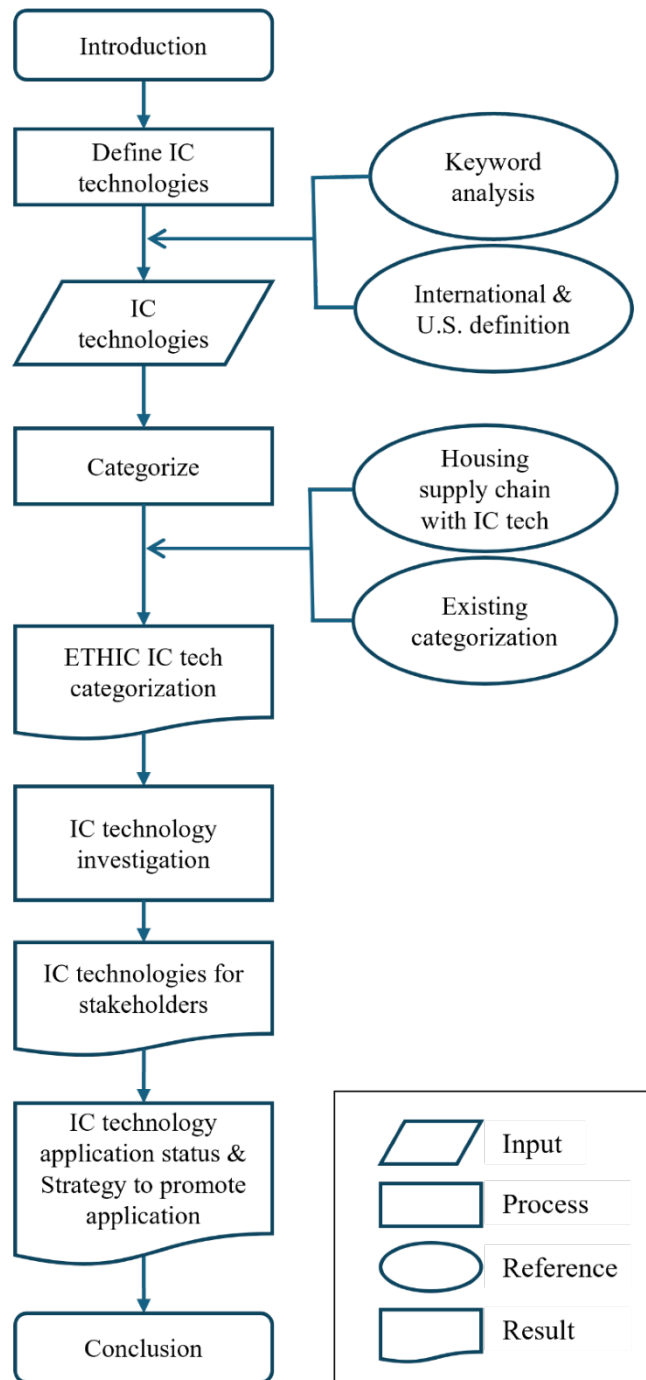 Introduction
Define IC
technologies
Keyword
analysis
International &
U.S. definition
IC
technologies
Categorize
Housing
supply chain
with IC tech
Existing
categorization
ETHIC IC tech
categorization
IC technology
investigation
IC technologies for
stakeholders
IC technology
application status &
Strategy to promote
application
Conclusion
Input
Process
Reference
Result